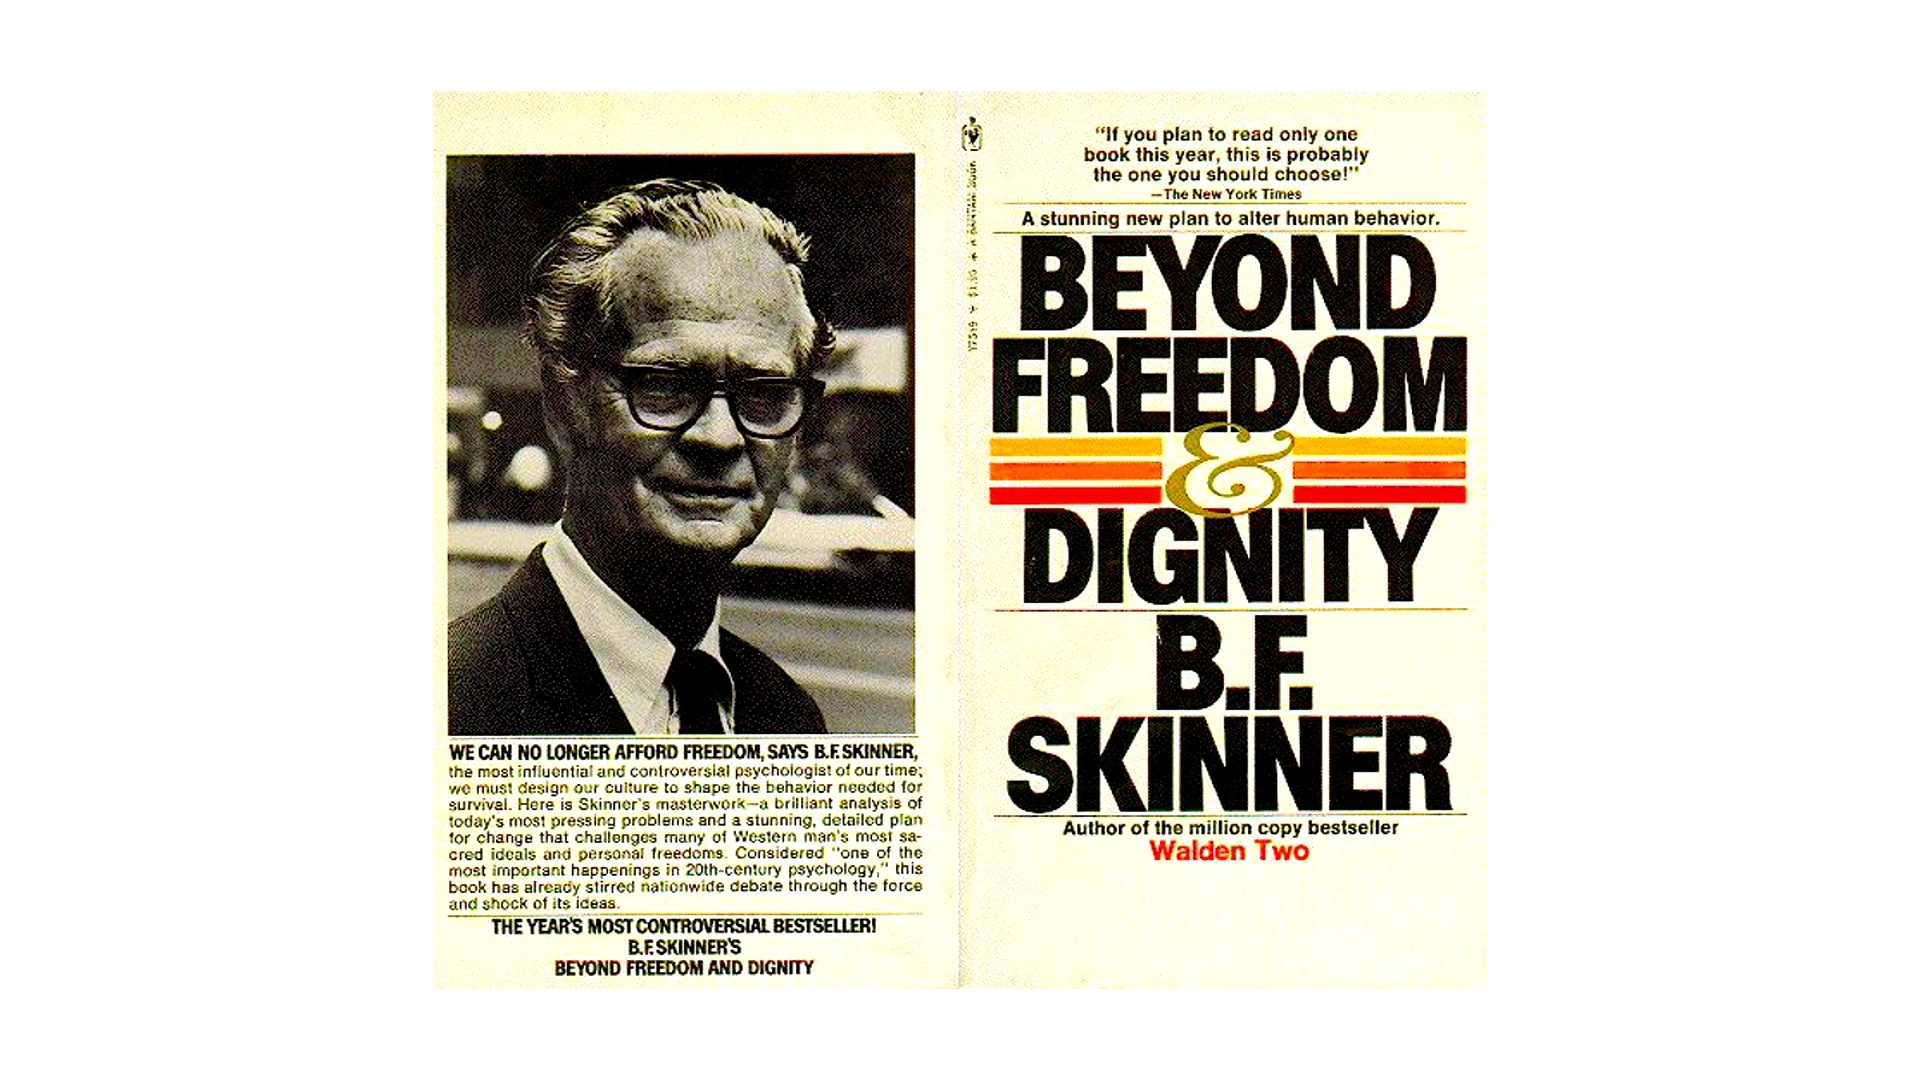 WE CAN NO LONGER AFFORD FREEDOM, SAYS B.F. SKINNER,
the most influential and controversial psychologist of our time;
we must design our culture to shape the behavior needed for
survival. Here is Skinner's masterwork—a brilliant analysis of
today's most pressing problems and a stunning, detailed plan
for change that challenges many of Western man's most sa-
cred ideals and personal freedoms. Considered "one of the
most important happenings in 20th-century psychology," this
book has already stirred nationwide debate through the force
and shock of its ideas.
THE YEAR'S MOST CONTROVERSIAL BESTSELLER!
B.F. SKINNER'S
BEYOND FREEDOM AND DIGNITY
"If you plan to read only one
book this year, this is probably
the one you should choose!"
—The New York Times
A stunning new plan to alter human behavior.
BEYOND
FREEDOM
&
DIGNITY
B.F.
SKINNER
Author of the million copy bestseller
Walden Two